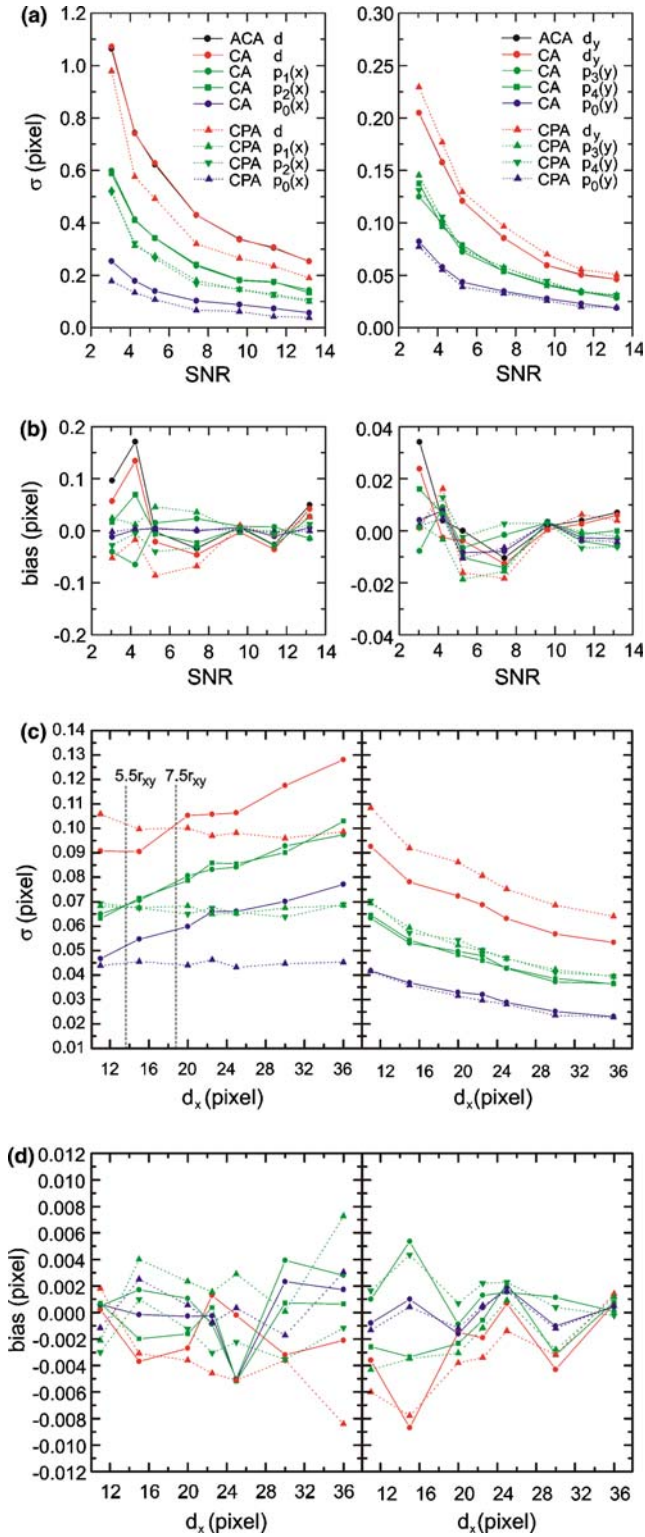 (a)
1.2
1.0
0.8
0.6
0.4
0.2
0.0
σ (pixel)
2 4 6 8 10 12 14
SNR
ACA d
CA d
CA p1(x)
CA p2(x)
CA p0(x)
CPA d
CPA p1(x)
CPA p2(x)
CPA p0(x)
0.30
0.25
0.20
0.15
0.10
0.05
0.00
2 4 6 8 10 12 14
SNR
ACA dy
CA dy
CA p3(y)
CA p4(y)
CA p0(y)
CPA dy
CPA p3(y)
CPA p4(y)
CPA p0(y)
(b)
0.2
0.1
0.0
-0.1
-0.2
bias (pixel)
2 4 6 8 10 12 14
SNR
0.04
0.02
0.00
-0.02
-0.04
2 4 6 8 10 12 14
SNR
(c)
0.14
0.13
0.12
0.11
0.10
0.09
0.08
0.07
0.06
0.05
0.04
0.03
0.02
0.01
σ (pixel)
5.5rxy
7.5rxy
12 16 20 24 28 32 36
dx(pixel)
12 16 20 24 28 32 36
dx(pixel)
(d)
0.012
0.010
0.008
0.006
0.004
0.002
0.000
-0.002
-0.004
-0.006
-0.008
-0.010
-0.012
bias (pixel)
12 16 20 24 28 32 36
dx(pixel)
12 16 20 24 28 32 36
dx(pixel)